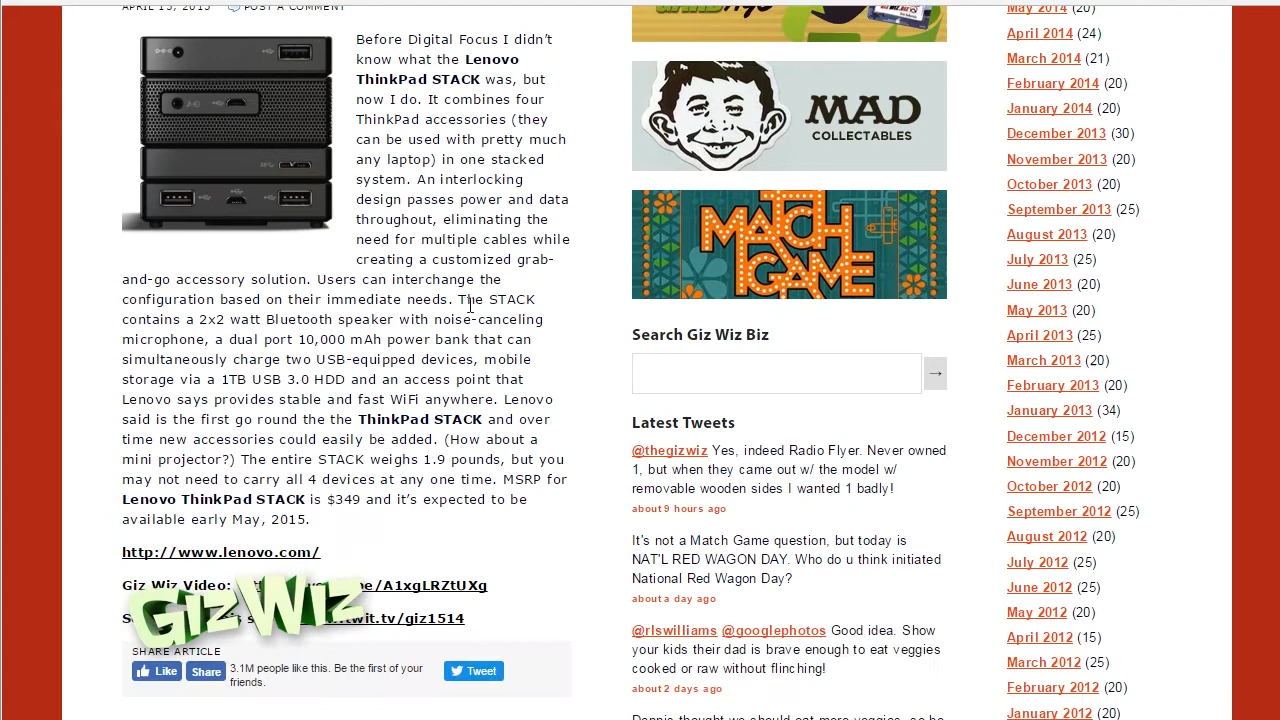 APRIL 15, 2015 POST A COMMENT
Before Digital Focus I didn't
know what the Lenovo
ThinkPad STACK was, but
now I do. It combines four
ThinkPad accessories (they
can be used with pretty much
any laptop) in one stacked
system. An interlocking
design passes power and data
throughout, eliminating the
need for multiple cables while
creating a customized grab-
and-go accessory solution. Users can interchange the
configuration based on their immediate needs. The STACK
contains a 2x2 watt Bluetooth speaker with noise-canceling
microphone, a dual port 10,000 mAh power bank that can
simultaneously charge two USB-equipped devices, mobile
storage via a 1TB USB 3.0 HDD and an access point that
Lenovo says provides stable and fast WiFi anywhere. Lenovo
said is the first go round the the ThinkPad STACK and over
time new accessories could easily be added. (How about a
mini projector?) The entire STACK weighs 1.9 pounds, but you
may not need to carry all 4 devices at any one time. MSRP for
Lenovo ThinkPad STACK is $349 and it's expected to be
available early May, 2015.
http://www.lenovo.com/
Giz Wiz Video: be/A1xgLRZtUXg
twit.tv/giz1514
GIZ WIZ
SHARE ARTICLE
Like Share 3.1M people like this. Be the first of your
friends.
Tweet
MAD
COLLECTABLES
MATCH
GAME
Search Giz Wiz Biz
→
Latest Tweets
@thegizwiz Yes, indeed Radio Flyer. Never owned
1, but when they came out w/ the model w/
removable wooden sides I wanted 1 badly!
about 9 hours ago
It's not a Match Game question, but today is
NAT'L RED WAGON DAY. Who do u think initiated
National Red Wagon Day?
about a day ago
@rlswilliams @googlephotos Good idea. Show
your kids their dad is brave enough to eat veggies
cooked or raw without flinching!
about 2 days ago
Dennis thought we should eat more veggies, so he
May 2014 (20)
April 2014 (24)
March 2014 (21)
February 2014 (20)
January 2014 (20)
December 2013 (30)
November 2013 (20)
October 2013 (20)
September 2013 (25)
August 2013 (20)
July 2013 (25)
June 2013 (20)
May 2013 (20)
April 2013 (25)
March 2013 (20)
February 2013 (20)
January 2013 (34)
December 2012 (15)
November 2012 (20)
October 2012 (20)
September 2012 (25)
August 2012 (20)
July 2012 (25)
June 2012 (25)
May 2012 (20)
April 2012 (15)
March 2012 (25)
February 2012 (20)
January 2012 (20)